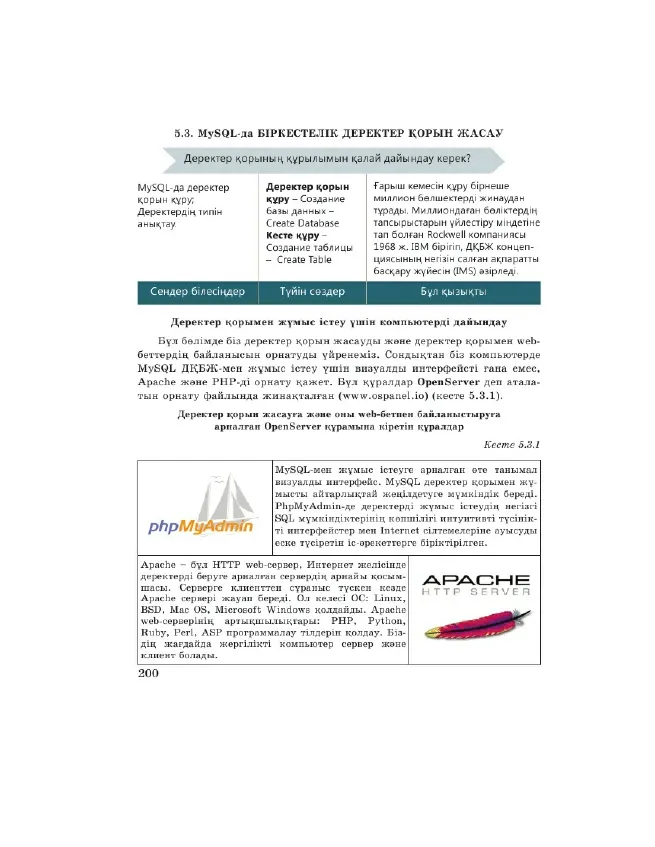 5.3. MySQL-да БІРКЕСТЕЛІК ДЕРЕКТЕР ҚОРЫН ЖАСАУ
Деректер қорының құрылымын қалай дайындау керек?
MySQL-да деректер
қорын құру;
Деректердің типін
анықтау.
Деректер қорын
құру – Создание
базы данных –
Create Database
Кесте құру –
Создание таблицы
– Create Table
Ғарыш кемесін құру бірнеше
миллион бөлшектерді жинаудан
тұрады. Миллиондаған бөліктердің
тапсырыстарын үйлестіру міндетіне
тап болған Rockwell компаниясы
1968 ж. IBM бірігіп, ДҚБЖ концеп-
циясының негізін салған ақпаратты
басқару жүйесін (IMS) әзірледі.
Сендер білесіңдер
Түйін сөздер
Бұл қызықты
Деректер қорымен жұмыс істеу үшін компьютерді дайындау
Бұл бөлімде біз деректер қорын жасауды және деректер қорымен web-
беттердің байланысын орнатуды үйренеміз. Сондықтан біз компьютерде
MySQL ДҚБЖ-мен жұмыс істеу үшін визуалды интерфейсті ғана емес,
Apache және PHP-ді орнату қажет. Бұл құралдар OpenServer деп атала-
тын орнату файлында жинақталған (www.ospanel.io) (кесте 5.3.1).
Деректер қорын жасауға және оны web-бетпен байланыстыруға
арналған OpenServer құрамына кіретін құралдар
Кесте 5.3.1
phpMyAdmin
MySQL-мен жұмыс істеуге арналған өте танымал
визуалды интерфейс. MySQL деректер қорымен жұ-
мысты айтарлықтай жеңілдетуге мүмкіндік береді.
PhpMyAdmin-де деректерді жұмыс істеудің негізгі
SQL мүмкіндіктерінің көпшілігі интуитивті түсінік-
ті интерфейстер мен Internet сілтемелеріне ауысуды
еске түсіретін іс-әрекеттерге біріктірілген.
Apache – бұл HTTP web-сервер, Интернет желісінде
деректерді беруге арналған сервердің арнайы қосым-
шасы. Серверге клиенттен сұраныс түскен кезде
Apache сервері жауап береді. Ол келесі ОС: Linux,
BSD, Mac OS, Microsoft Windows қолдайды. Apache
web-серверінің артықшылықтары: PHP, Python,
Ruby, Perl, ASP программалау тілдерін қолдау. Біз-
дің жағдайда жергілікті компьютер сервер және
клиент болады.
APACHE
HTTP SERVER
200